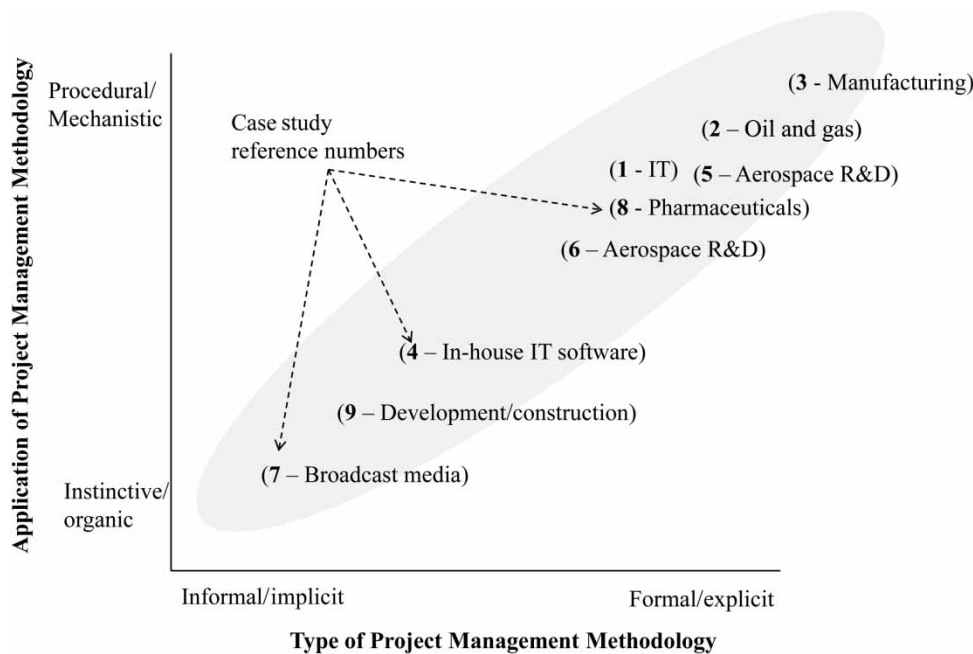 Application of Project Management Methodology
Procedural/
Mechanistic
Instinctive/
organic
Case study
reference numbers
(3 - Manufacturing)
(2 – Oil and gas)
(1 - IT)
(5 – Aerospace R&D)
(8 - Pharmaceuticals)
(6 – Aerospace R&D)
(4 – In-house IT software)
(9 – Development/construction)
(7 – Broadcast media)
Informal/implicit
Formal/explicit
Type of Project Management Methodology